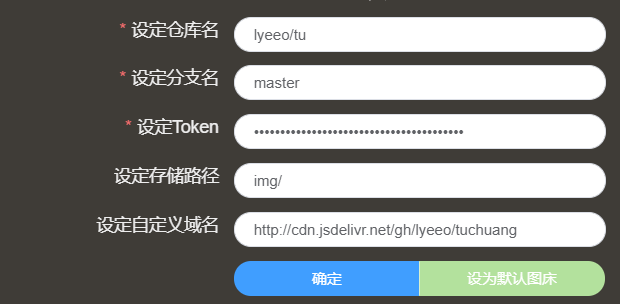 * 设定仓库名 lyeeo/tu
* 设定分支名 master
* 设定Token ••••••••••••••••••••••••••••••••••••••••
设定存储路径 img/
设定自定义域名 http://cdn.jsdelivr.net/gh/lyeeo/tuchuang
确定 设为默认图床